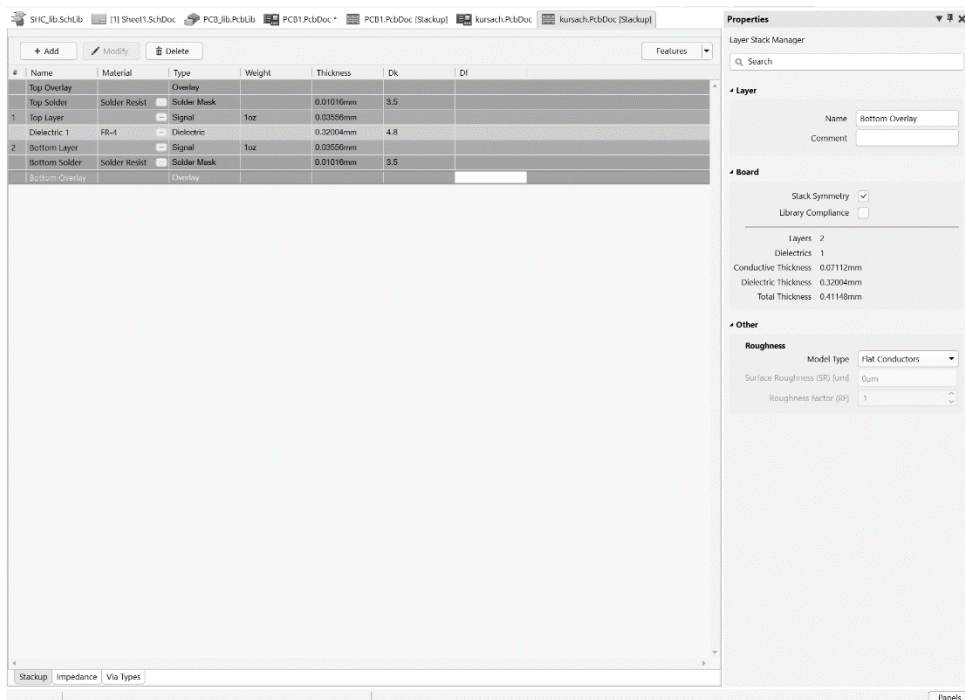 SHC_lib.SchLib [1] Sheet1.SchDoc PCB_lib.PcbLib PCB1.PcbDoc * PCB1.PcbDoc [Stackup] kursach.PcbDoc kursach.PcbDoc [Stackup]
+ Add Modify Delete Features
# Name Material Type Weight Thickness Dk Df
Top Overlay Overlay
Top Solder Solder Resist Solder Mask 0.01016mm 3.5
1 Top Layer Signal 1oz 0.03556mm
Dielectric 1 FR-4 Dielectric 0.32004mm 4.8
2 Bottom Layer Signal 1oz 0.03556mm
Bottom Solder Solder Resist Solder Mask 0.01016mm 3.5
Bottom Overlay Overlay
Stackup Impedance Via Types
Properties
Layer Stack Manager
Search
Layer
Name Bottom Overlay
Comment
Board
Stack Symmetry
Library Compliance
Layers 2
Dielectrics 1
Conductive Thickness 0.07112mm
Dielectric Thickness 0.32004mm
Total Thickness 0.41148mm
Other
Roughness
Model Type Flat Conductors
Surface Roughness (SR) [um] 0µm
Roughness Factor (RF) 1
Panels